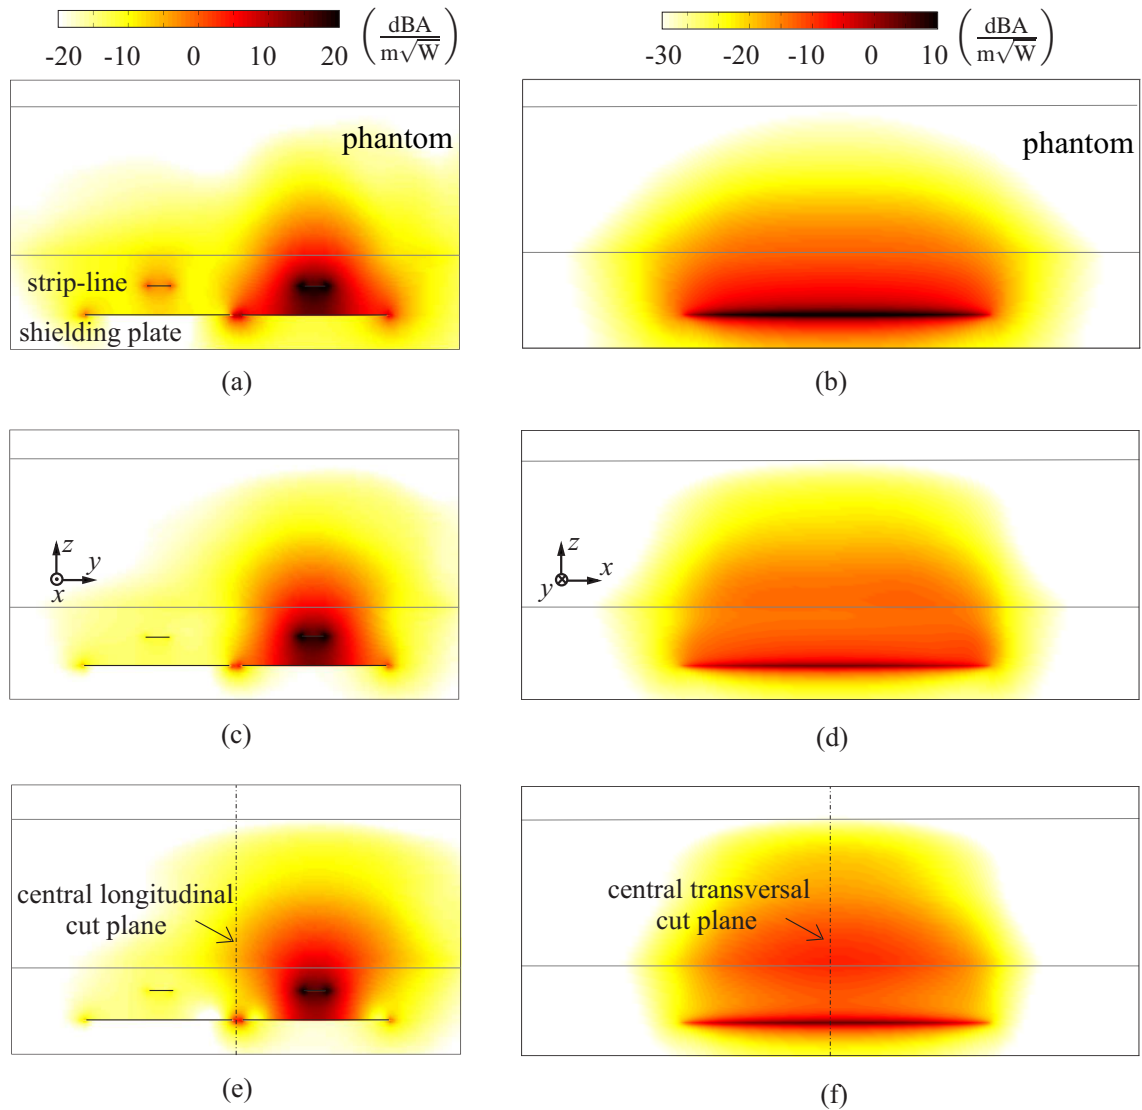 -20 -10 0 10 20 (dBA/m√W)
-30 -20 -10 0 10 (dBA/m√W)
phantom
strip-line
shielding plate
(a)
phantom
(b)
z
y
x
(c)
z
x
y
(d)
central longitudinal
cut plane
(e)
central transversal
cut plane
(f)